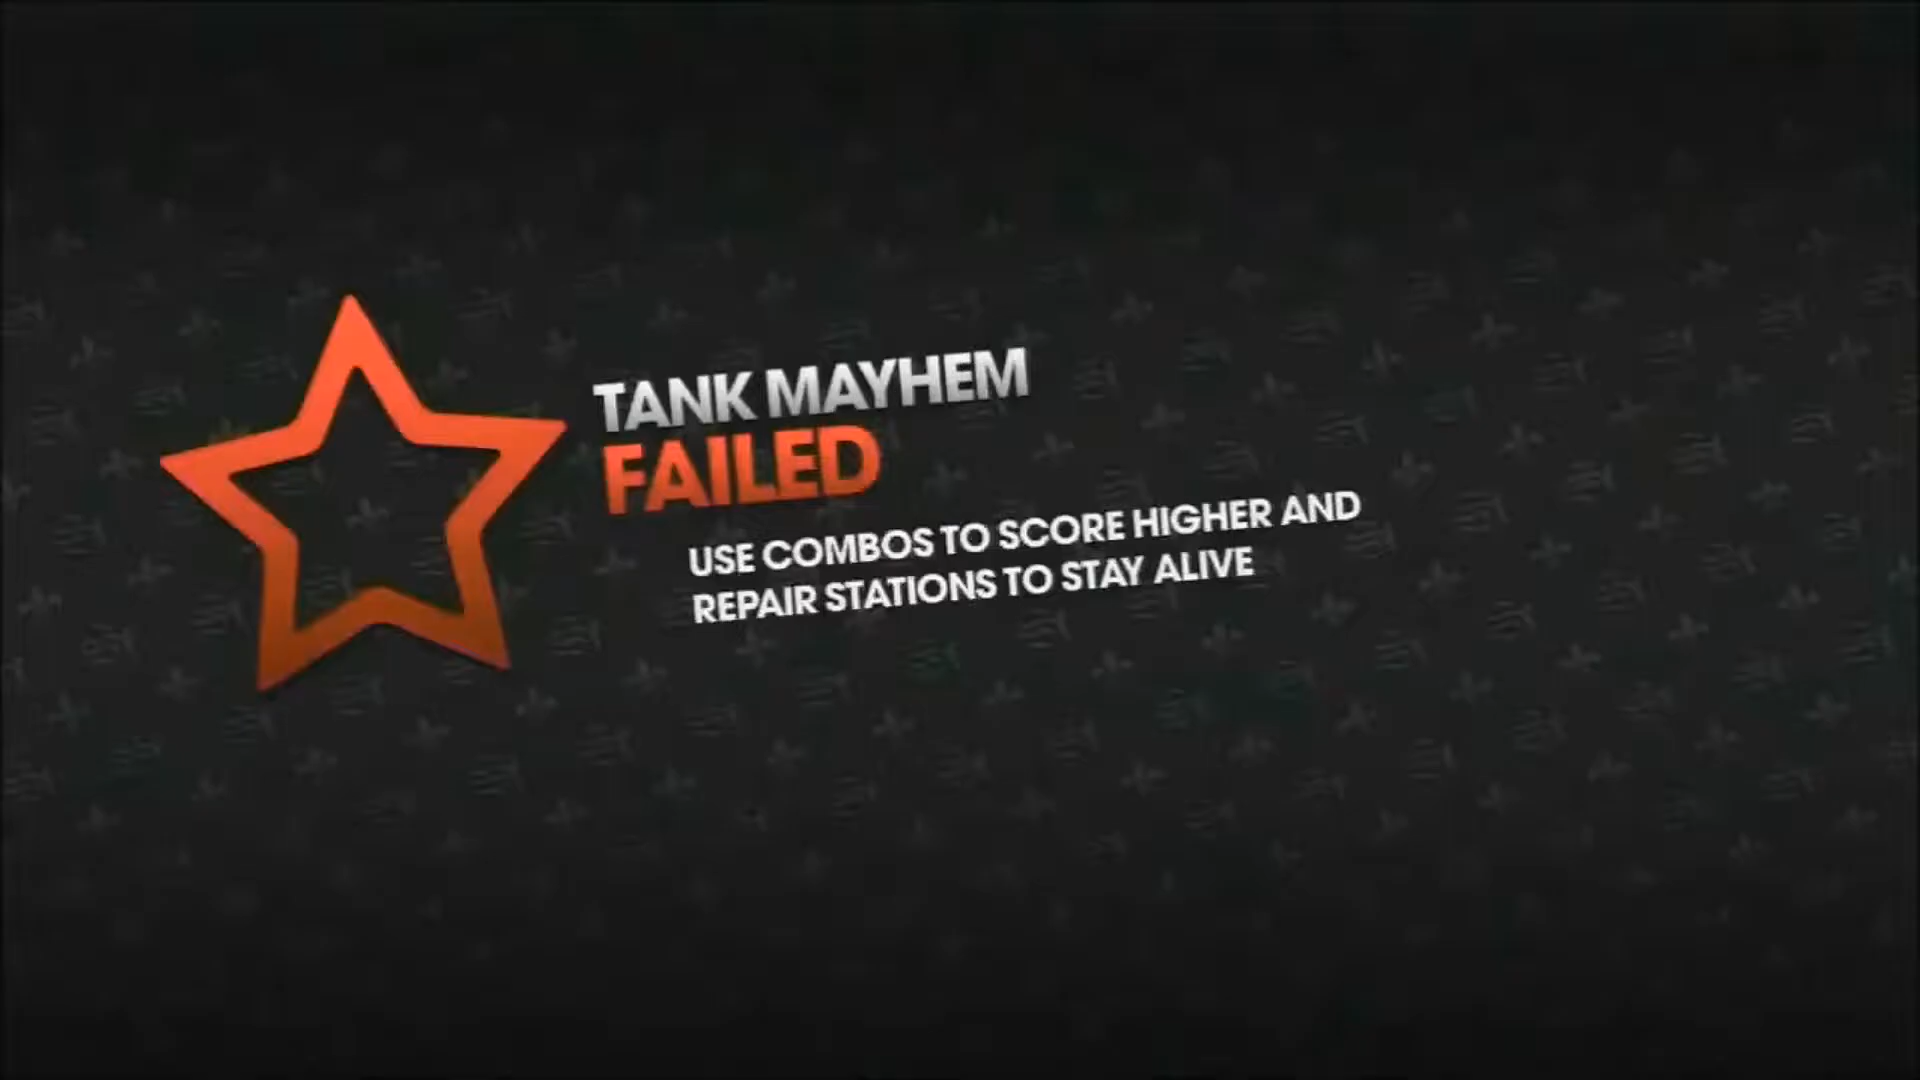 TANK MAYHEM
FAILED
USE COMBOS TO SCORE HIGHER AND
REPAIR STATIONS TO STAY ALIVE